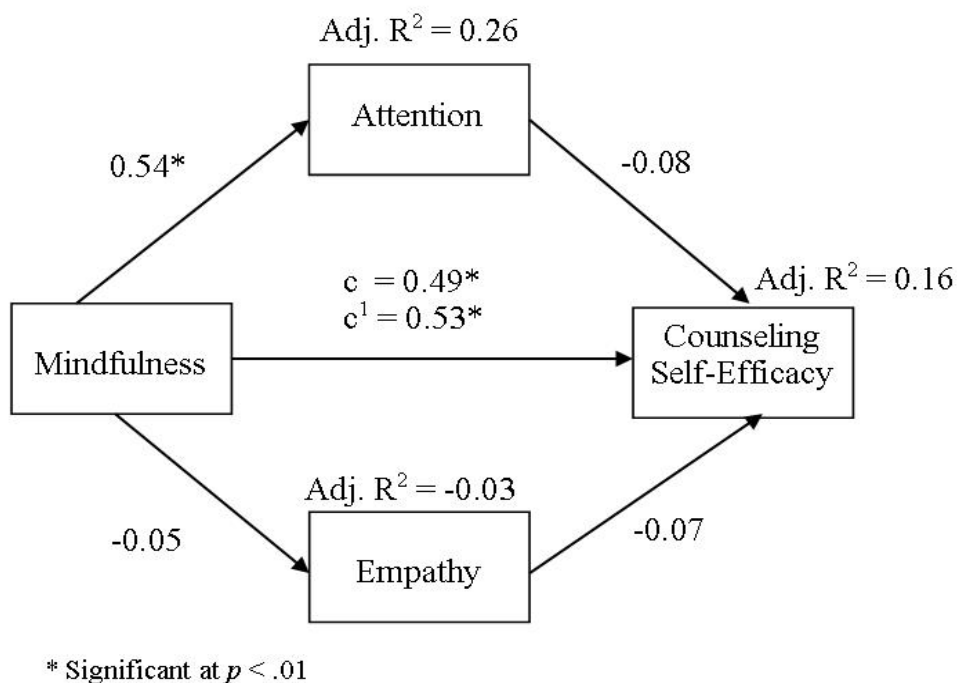 Adj. R² = 0.26
Attention
0.54*
-0.08
Adj. R² = 0.16
c = 0.49*
c¹ = 0.53*
Mindfulness
Counseling
Self-Efficacy
Adj. R² = -0.03
-0.05
-0.07
Empathy
* Significant at p < .01